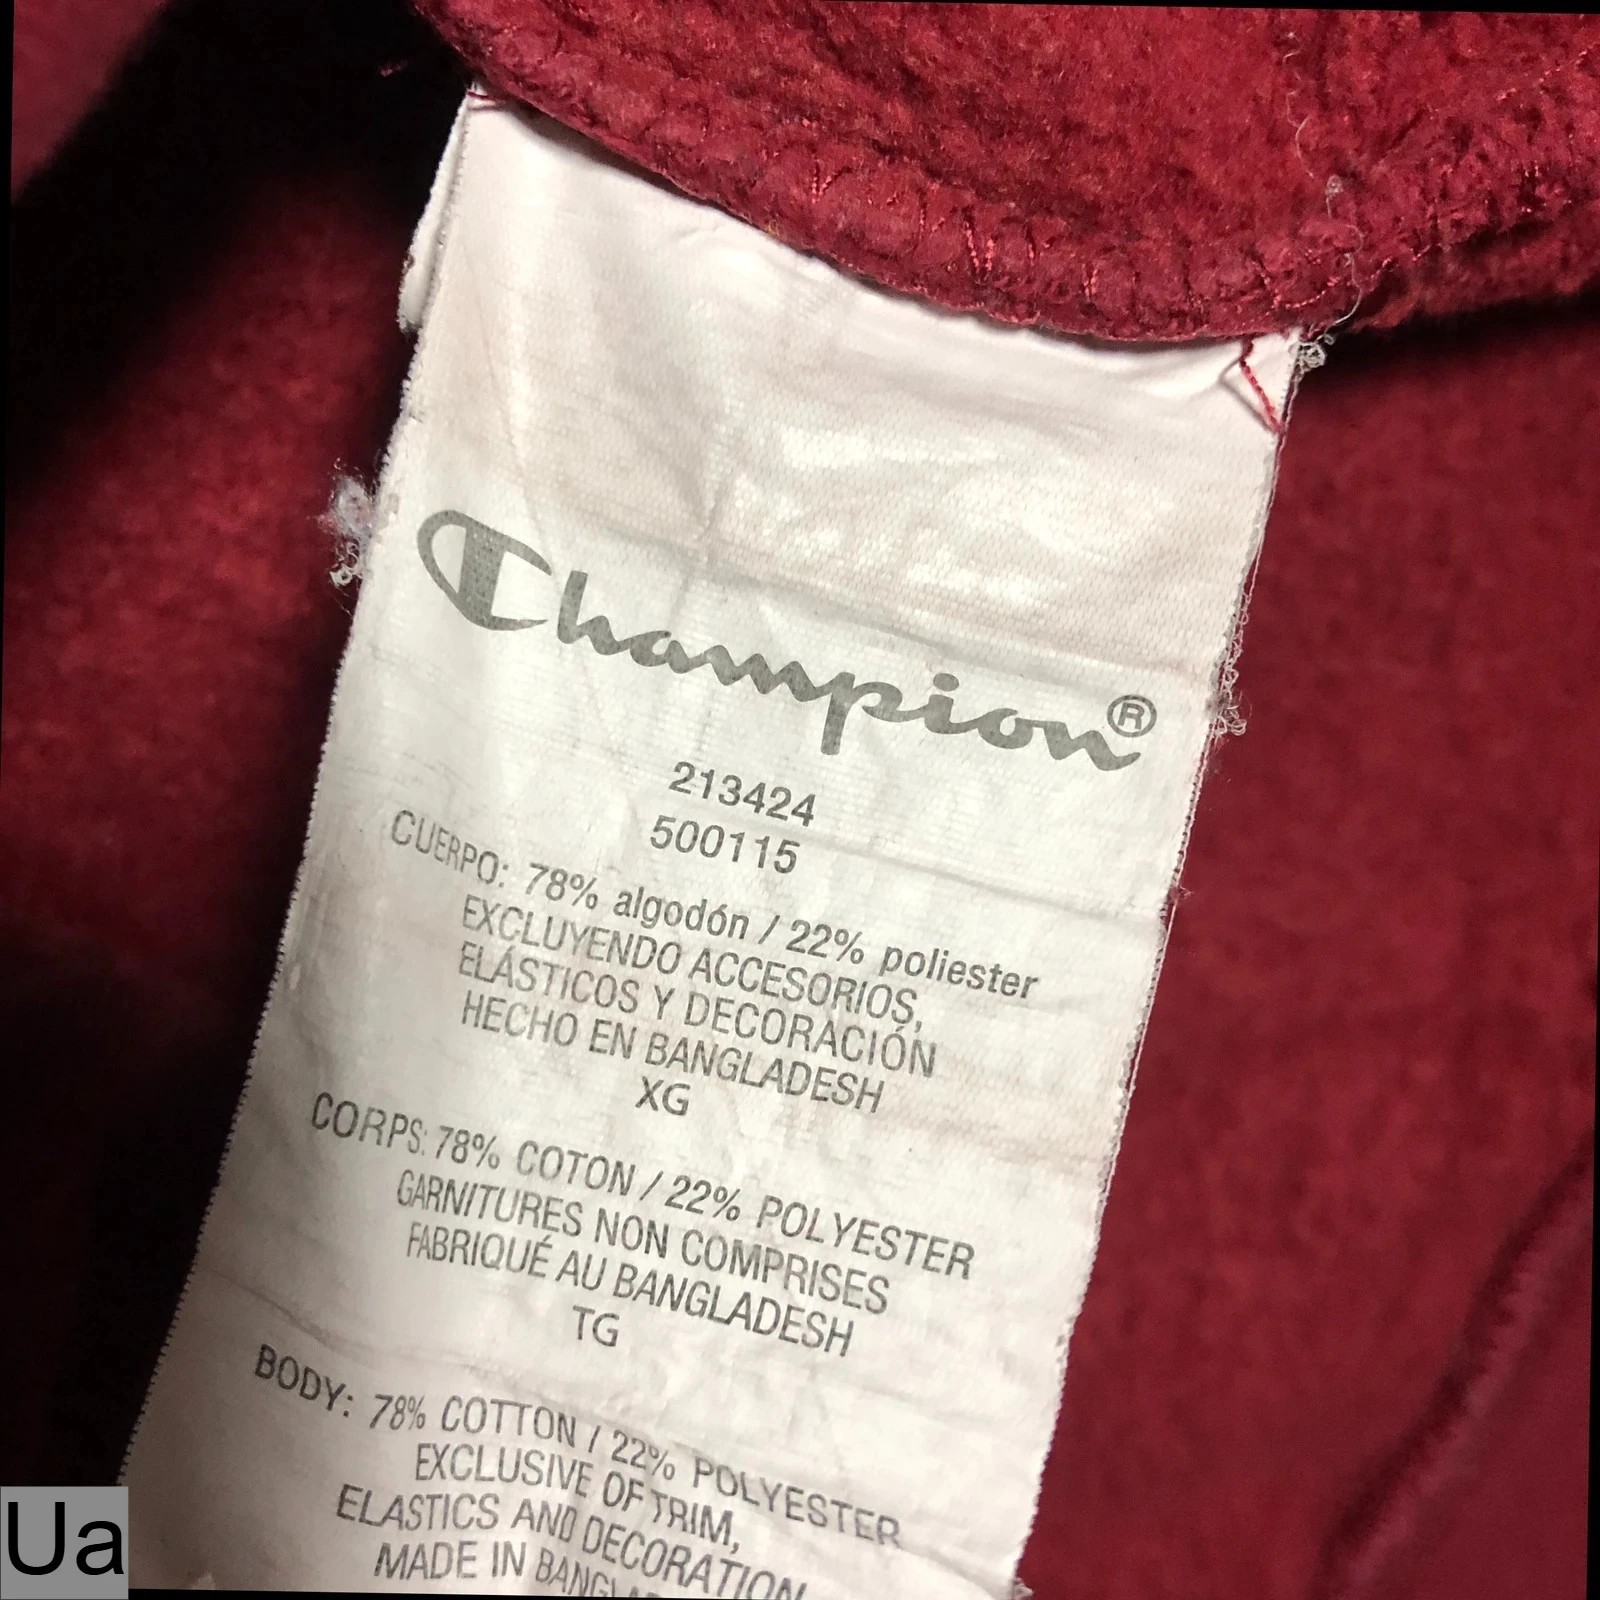 Champion®
213424
500115
CUERPO: 78% algodón / 22% poliester
EXCLUYENDO ACCESORIOS,
ELÁSTICOS Y DECORACIÓN
HECHO EN BANGLADESH
XG
CORPS: 78% COTON / 22% POLYESTER
GARNITURES NON COMPRISES
FABRIQUÉ AU BANGLADESH
TG
BODY: 78% COTTON / 22% POLYESTER
EXCLUSIVE OF TRIM,
ELASTICS AND DECORATION
MADE IN
Ua